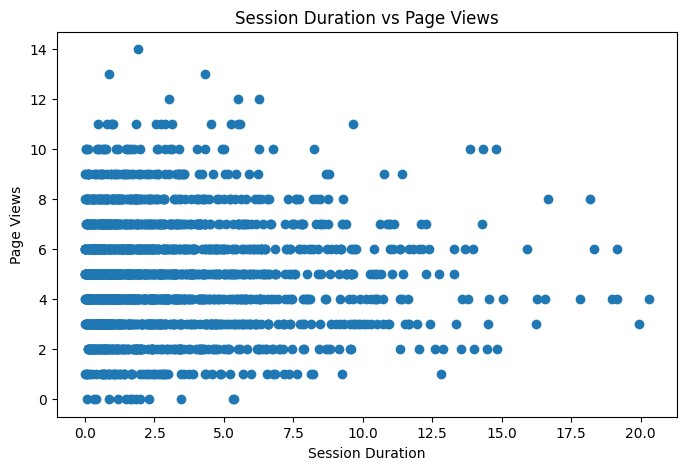 Session Duration vs Page Views
14
12
10
8
6
4
2
0
Page Views
0.0 2.5 5.0 7.5 10.0 12.5 15.0 17.5 20.0
Session Duration